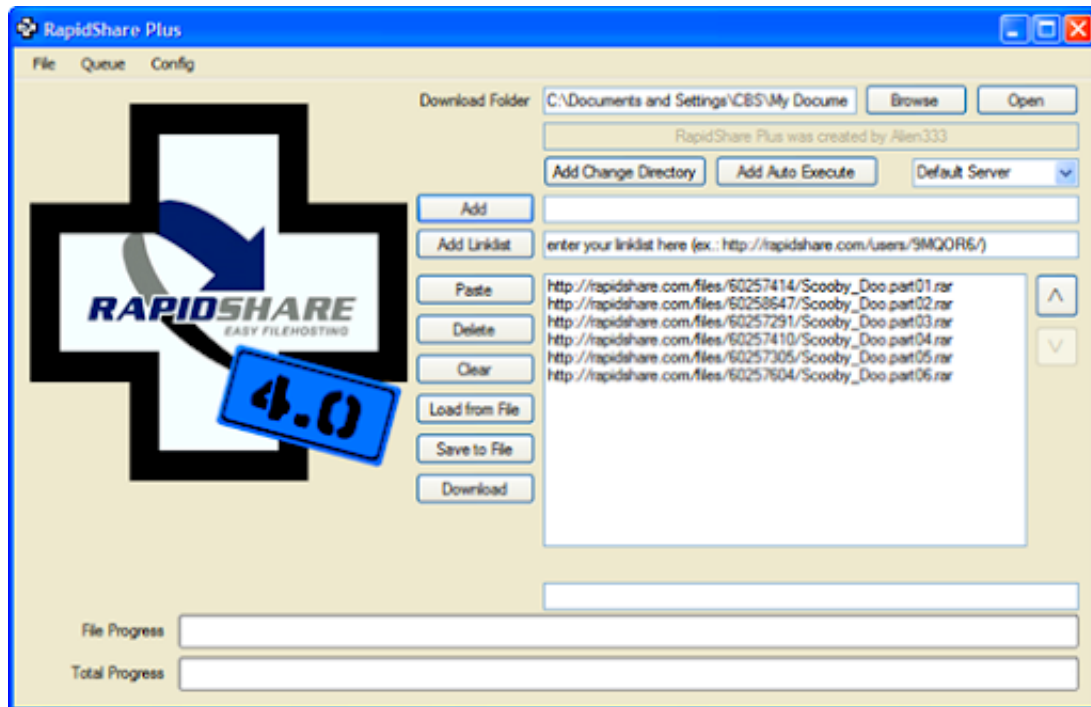 RapidShare Plus
File Queue Config
Download Folder C:\Documents and Settings\CBS\My Docume Browse Open
RapidShare Plus was created by Alien333
Add Change Directory Add Auto Execute Default Server
Add
Add Linklist enter your linklist here (ex.: http://rapidshare.com/users/9MQOR6/)
Paste
Delete
Clear
Load from File
Save to File
Download
http://rapidshare.com/files/60257414/Scooby_Doo.part01.rar
http://rapidshare.com/files/60258647/Scooby_Doo.part02.rar
http://rapidshare.com/files/60257291/Scooby_Doo.part03.rar
http://rapidshare.com/files/60257410/Scooby_Doo.part04.rar
http://rapidshare.com/files/60257305/Scooby_Doo.part05.rar
http://rapidshare.com/files/60257604/Scooby_Doo.part06.rar
RAPIDSHARE
EASY FILEHOSTING
4.0
File Progress
Total Progress